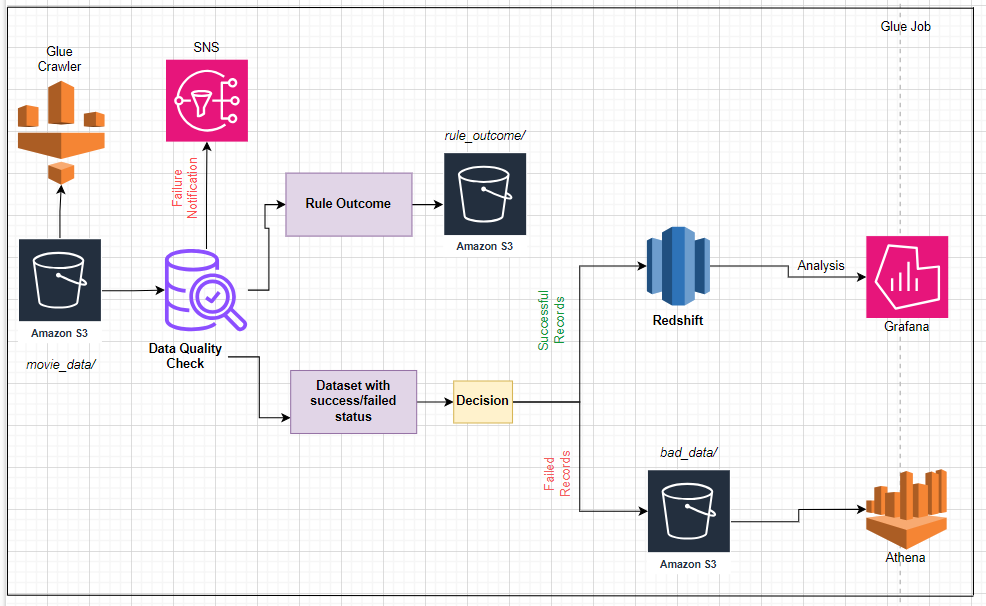 Glue Job
Glue
Crawler
SNS
Failure
Notification
rule_outcome/
Rule Outcome
Amazon S3
Amazon S3
movie_data/
Data Quality
Check
Dataset with
success/failed
status
Decision
Successful
Records
Redshift
Analysis
Grafana
Failed
Records
bad_data/
Amazon S3
Athena